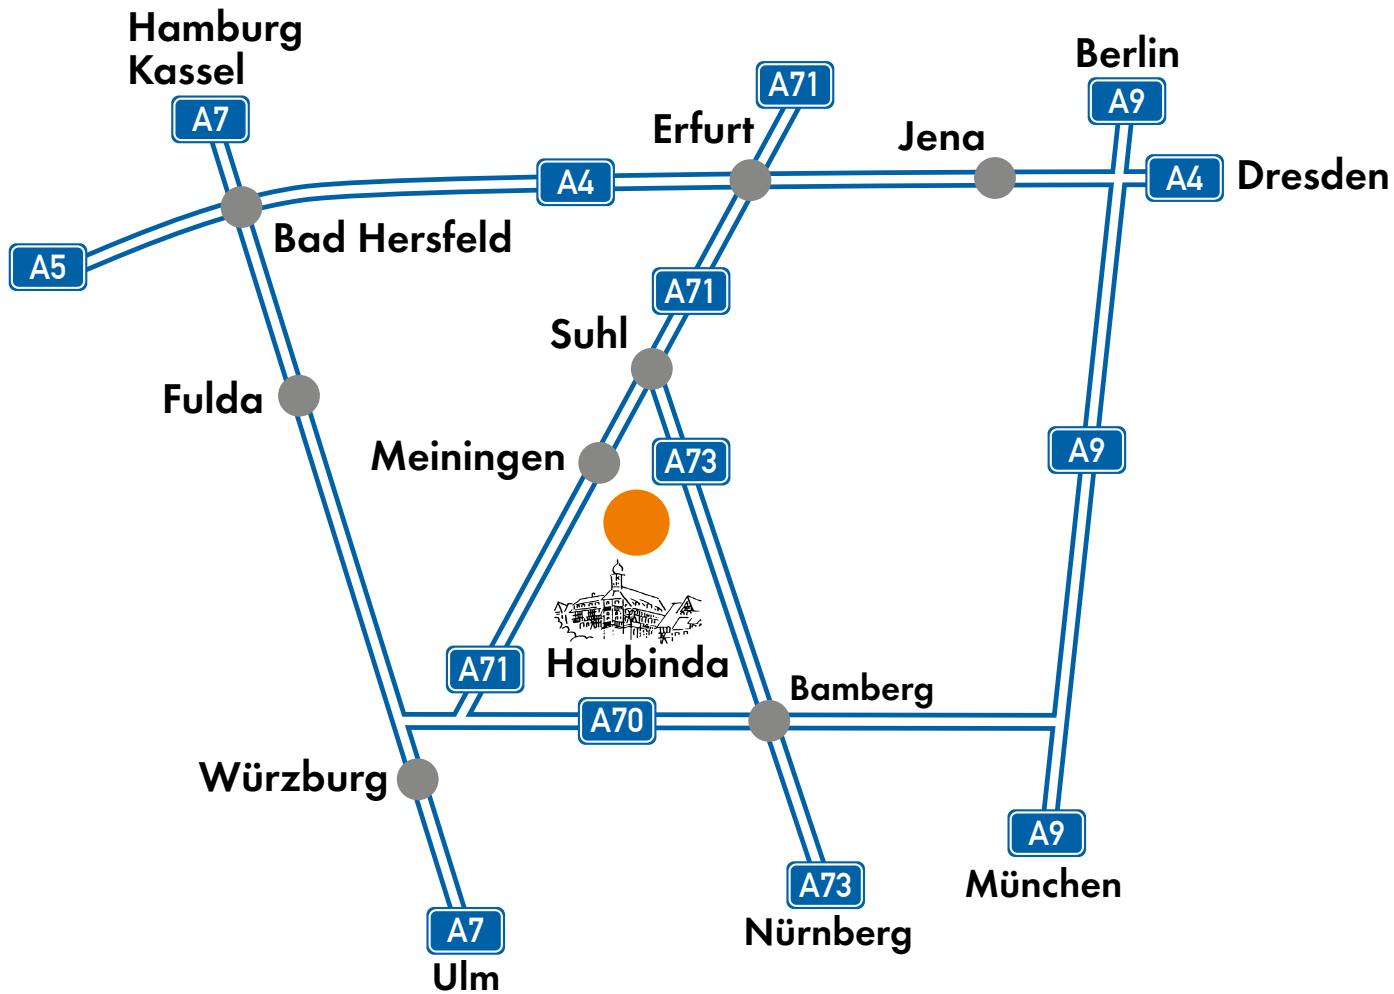 Hamburg
Kassel
A7
A71
Berlin
A9
Erfurt
Jena
A4
A4
Dresden
Bad Hersfeld
A5
A71
Suhl
Fulda
Meiningen
A73
A9
A71
Haubinda
Bamberg
A70
Würzburg
A9
München
A73
Nürnberg
A7
Ulm